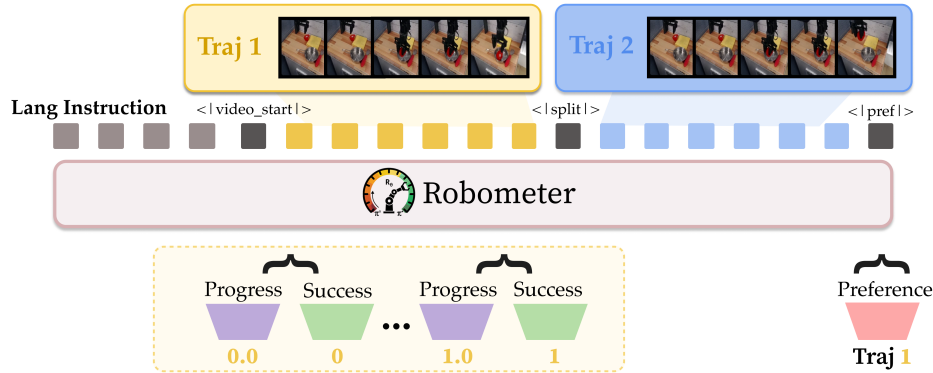 Traj 1
Traj 2
Lang Instruction
<|video_start|>
<|split|>
<|pref|>
Robometer
Progress
Success
Progress
Success
Preference
0.0
0
...
1.0
1
Traj 1